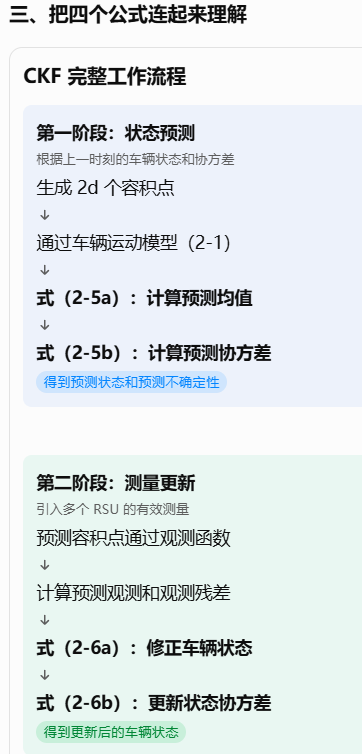 三、把四个公式连起来理解
CKF 完整工作流程
第一阶段：状态预测
根据上一时刻的车辆状态和协方差
生成 2d 个容积点
↓
通过车辆运动模型（2-1）
↓
式（2-5a）：计算预测均值
↓
式（2-5b）：计算预测协方差
得到预测状态和预测不确定性
第二阶段：测量更新
引入多个 RSU 的有效测量
预测容积点通过观测函数
↓
计算预测观测和观测残差
↓
式（2-6a）：修正车辆状态
↓
式（2-6b）：更新状态协方差
得到更新后的车辆状态